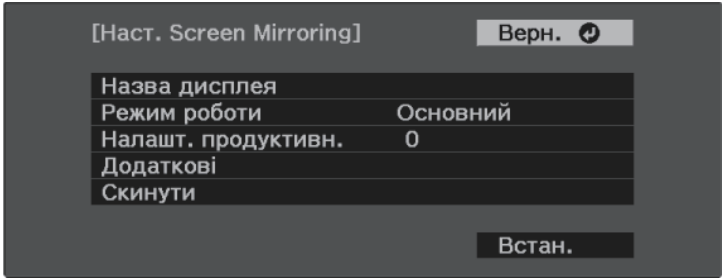 [Наст. Screen Mirroring] Верн.
Назва дисплея
Режим роботи Основний
Налашт. продуктивн. 0
Додаткові
Скинути
Встан.